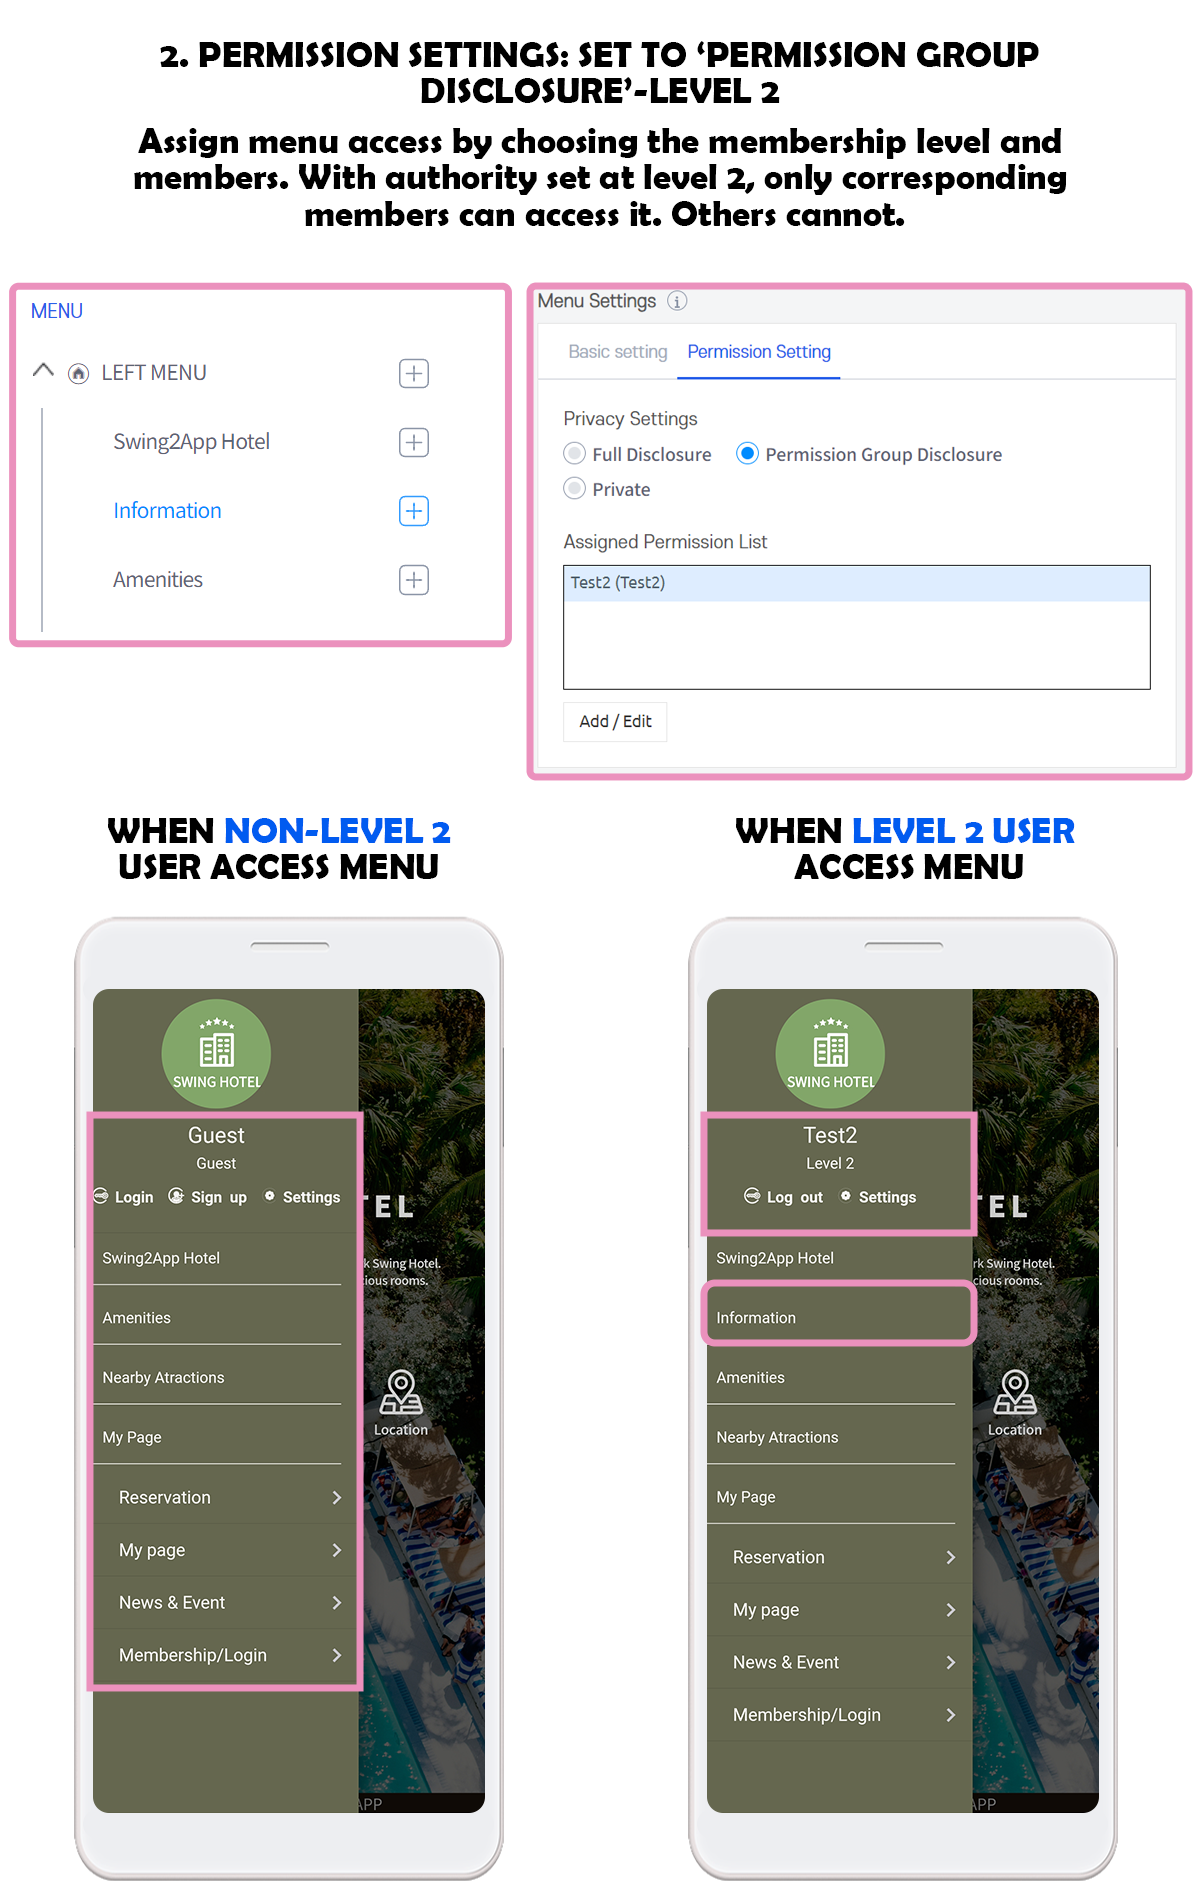 2. PERMISSION SETTINGS: SET TO ‘PERMISSION GROUP
DISCLOSURE’-LEVEL 2
Assign menu access by choosing the membership level and
members. With authority set at level 2, only corresponding
members can access it. Others cannot.
MENU
LEFT MENU
Swing2App Hotel
Information
Amenities
Menu Settings
Basic setting Permission Setting
Privacy Settings
Full Disclosure Permission Group Disclosure
Private
Assigned Permission List
Test2 (Test2)
Add / Edit
WHEN NON-LEVEL 2
USER ACCESS MENU
SWING HOTEL
Guest
Guest
Login Sign up Settings
TEL
Swing2App Hotel
rk Swing Hotel.
cious rooms.
Amenities
Nearby Atractions
Location
My Page
Reservation
My page
News & Event
Membership/Login
APP
WHEN LEVEL 2 USER
ACCESS MENU
SWING HOTEL
Test2
Level 2
Log out Settings
TEL
Swing2App Hotel
rk Swing Hotel.
cious rooms.
Information
Amenities
Nearby Atractions
Location
My Page
Reservation
My page
News & Event
Membership/Login
APP